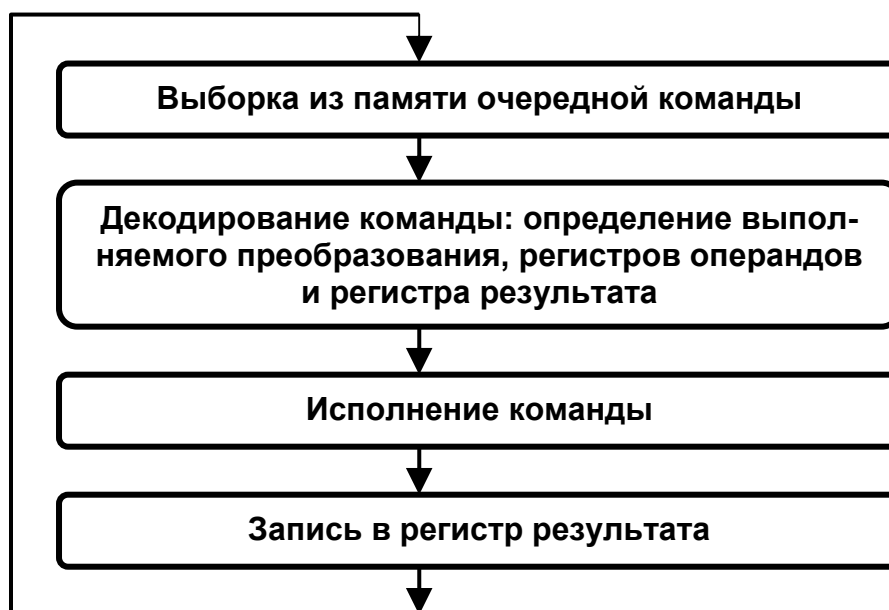 Выборка из памяти очередной команды
Декодирование команды: определение выпол-
няемого преобразования, регистров операндов
и регистра результата
Исполнение команды
Запись в регистр результата